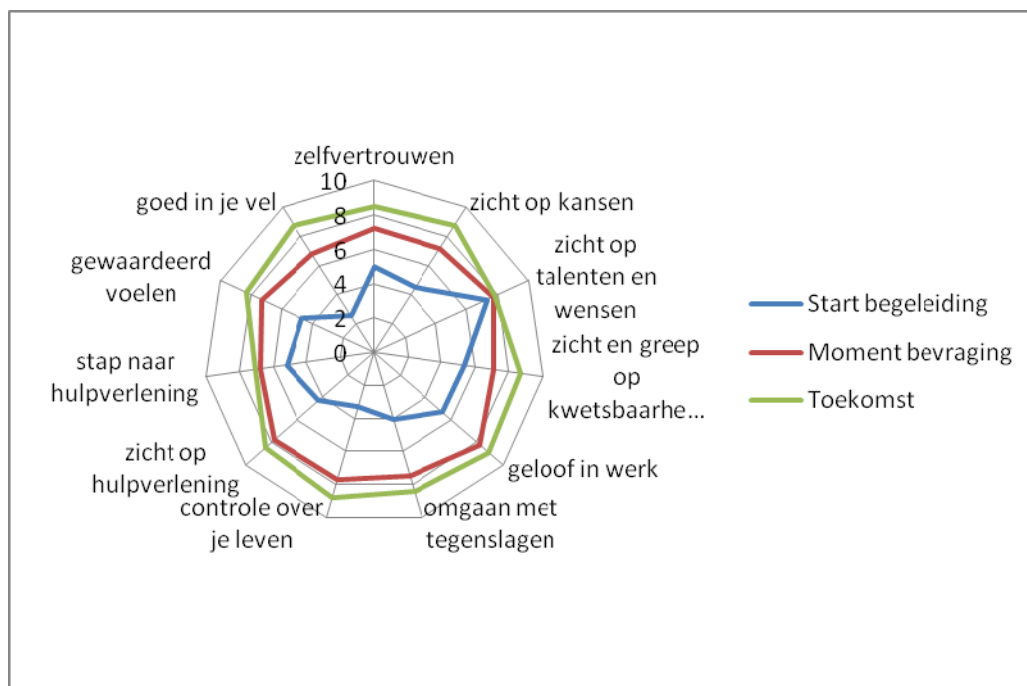 zelfvertrouwen
10
8
6
4
2
0
zicht op kansen
zicht op
talenten en
wensen
zicht en greep
op
kwetsbaarhe...
geloof in werk
omgaan met
tegenslagen
controle over
je leven
zicht op
hulpverlening
stap naar
hulpverlening
gewaardeerd
voelen
goed in je vel
Start begeleiding
Moment bevraging
Toekomst